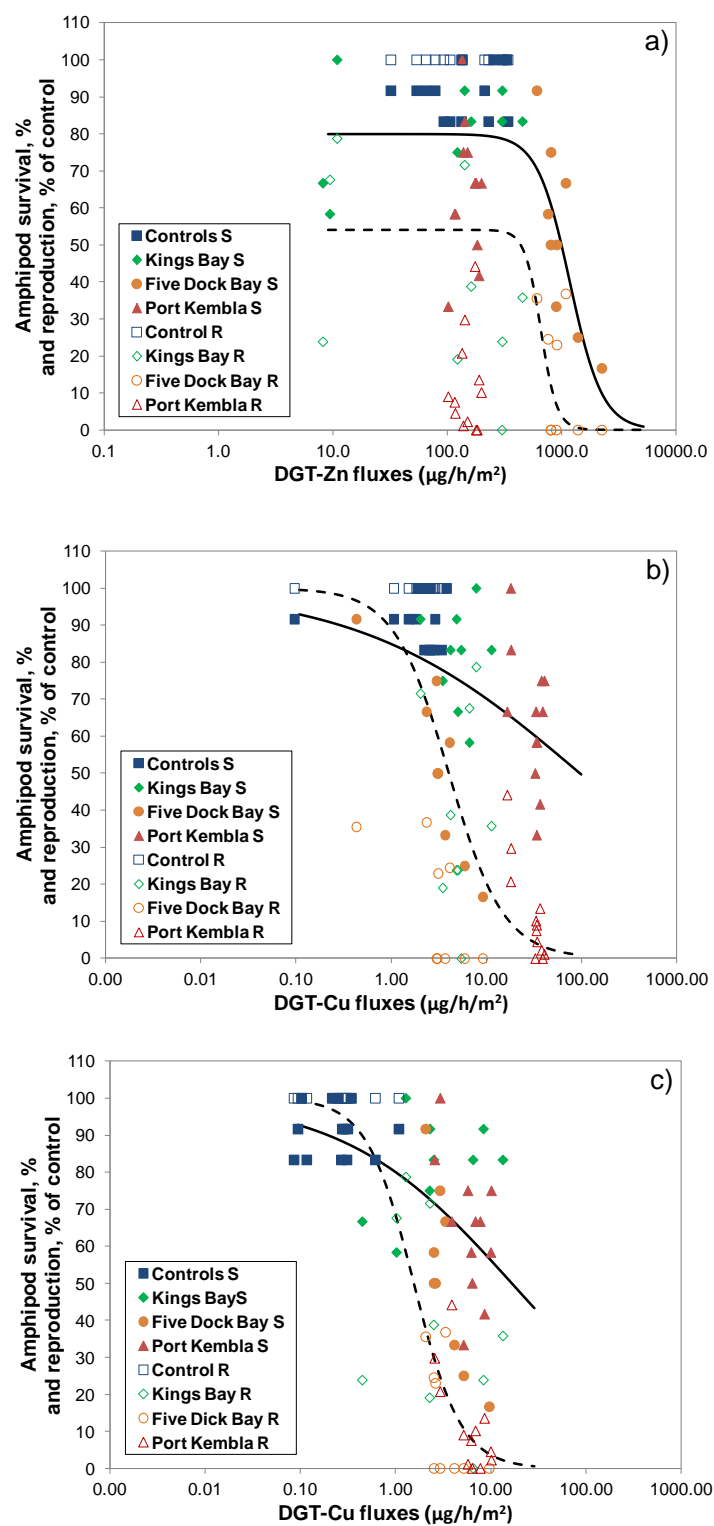 a)
110
100
90
80
70
60
50
40
30
20
10
0
Amphipod survival, %
and reproduction, % of control
Controls S
Kings Bay S
Five Dock Bay S
Port Kembla S
Control R
Kings Bay R
Five Dock Bay R
Port Kembla R
0.1 1.0 10.0 100.0 1000.0 10000.0
DGT-Zn fluxes (µg/h/m²)
b)
110
100
90
80
70
60
50
40
30
20
10
0
Amphipod survival, %
and reproduction, % of control
Controls S
Kings Bay S
Five Dock Bay S
Port Kembla S
Control R
Kings Bay R
Five Dock Bay R
Port Kembla R
0.00 0.01 0.10 1.00 10.00 100.00 1000.00
DGT-Cu fluxes (µg/h/m²)
c)
110
100
90
80
70
60
50
40
30
20
10
0
Amphipod survival, %
and reproduction, % of control
Controls S
Kings BayS
Five Dock Bay S
Port Kembla S
Control R
Kings Bay R
Five Dick Bay R
Port Kembla R
0.00 0.01 0.10 1.00 10.00 100.00 1000.00
DGT-Cu fluxes (µg/h/m²)